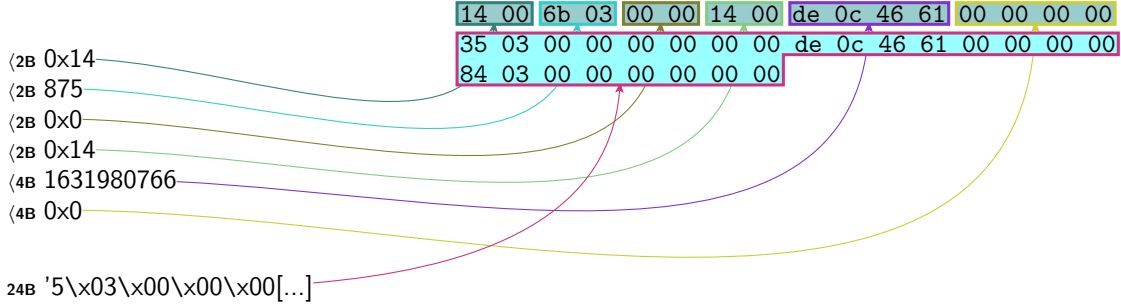 14 00 6b 03 00 00 14 00 de 0c 46 61 00 00 00 00
35 03 00 00 00 00 00 00 de 0c 46 61 00 00 00 00
84 03 00 00 00 00 00 00
⟨2B 0x14
⟨2B 875
⟨2B 0x0
⟨2B 0x14
⟨4B 1631980766
⟨4B 0x0
24B '5\x03\x00\x00\x00[...]